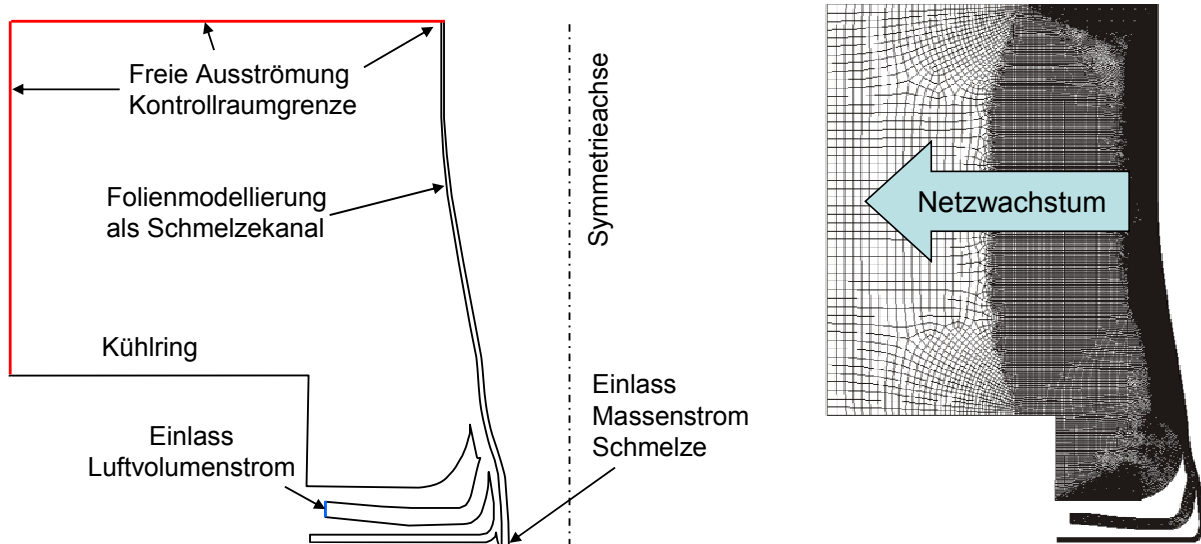 Freie Ausströmung
Kontrollraumgrenze
Folienmodellierung
als Schmelzekanal
Symmetrieachse
Kühlring
Einlass
Luftvolumenstrom
Einlass
Massenstrom
Schmelze
Netzwachstum